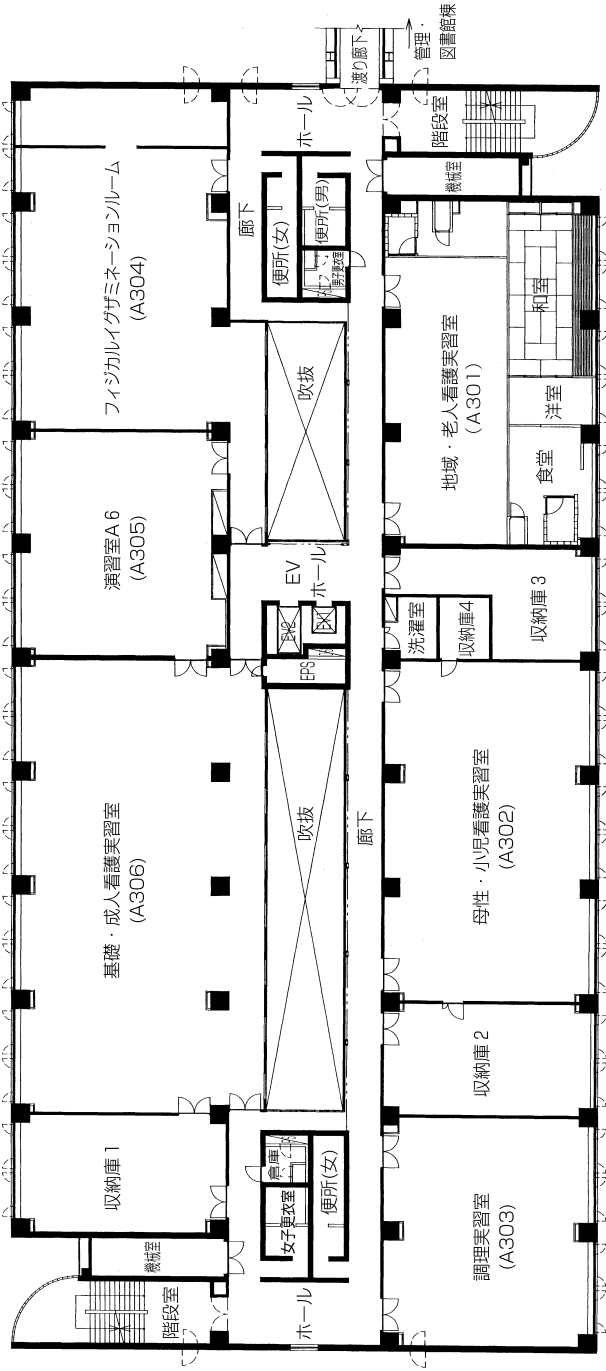 管理・
図書館棟
渡り廊下
ホール
階段室
機械室
フィジカルイグザミネーションルーム
(A304)
廊下
便所(女)
便所(男)
男子更衣室
吹抜
地域・老人看護実習室
(A301)
和室
洋室
食堂
演習室A6
(A305)
EV
ホール
EV2
EPS
洗濯室
収納庫4
収納庫3
基礎・成人看護実習室
(A306)
吹抜
廊下
母性・小児看護実習室
(A302)
収納庫2
収納庫1
倉庫
女子更衣室
便所(女)
機械室
階段室
ホール
調理実習室
(A303)